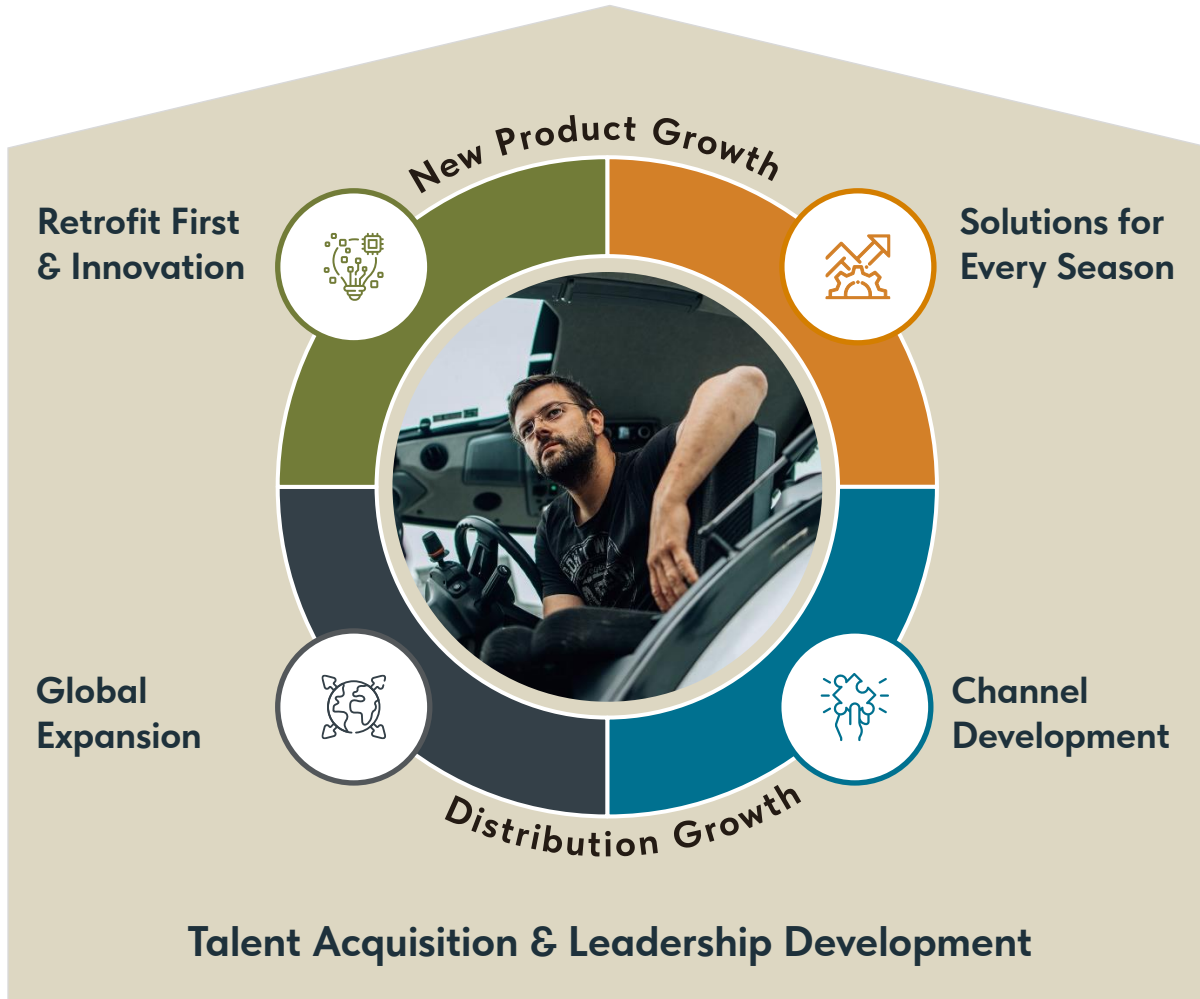 New Product Growth
Retrofit First
& Innovation
Solutions for
Every Season
Global
Expansion
Channel
Development
Distribution Growth
Talent Acquisition & Leadership Development